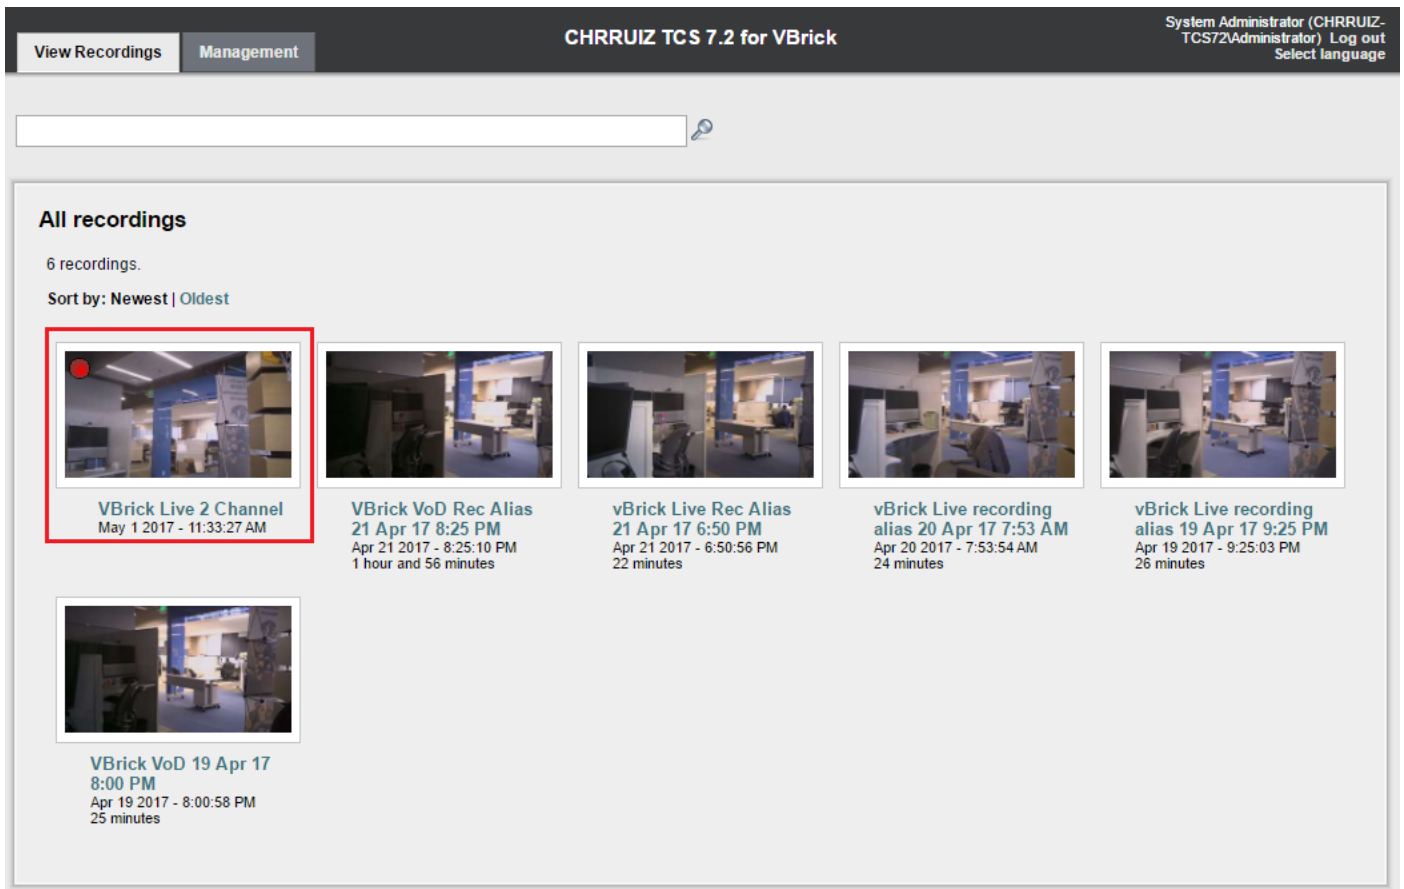 View Recordings
Management
CHRRUIZ TCS 7.2 for VBrick
System Administrator (CHRRUIZ-
TCS72\Administrator) Log out
Select language
All recordings
6 recordings.
Sort by: Newest | Oldest
VBrick Live 2 Channel
May 1 2017 - 11:33:27 AM
VBrick VoD Rec Alias
21 Apr 17 8:25 PM
Apr 21 2017 - 8:25:10 PM
1 hour and 56 minutes
vBrick Live Rec Alias
21 Apr 17 6:50 PM
Apr 21 2017 - 6:50:56 PM
22 minutes
vBrick Live recording
alias 20 Apr 17 7:53 AM
Apr 20 2017 - 7:53:54 AM
24 minutes
vBrick Live recording
alias 19 Apr 17 9:25 PM
Apr 19 2017 - 9:25:03 PM
26 minutes
VBrick VoD 19 Apr 17
8:00 PM
Apr 19 2017 - 8:00:58 PM
25 minutes